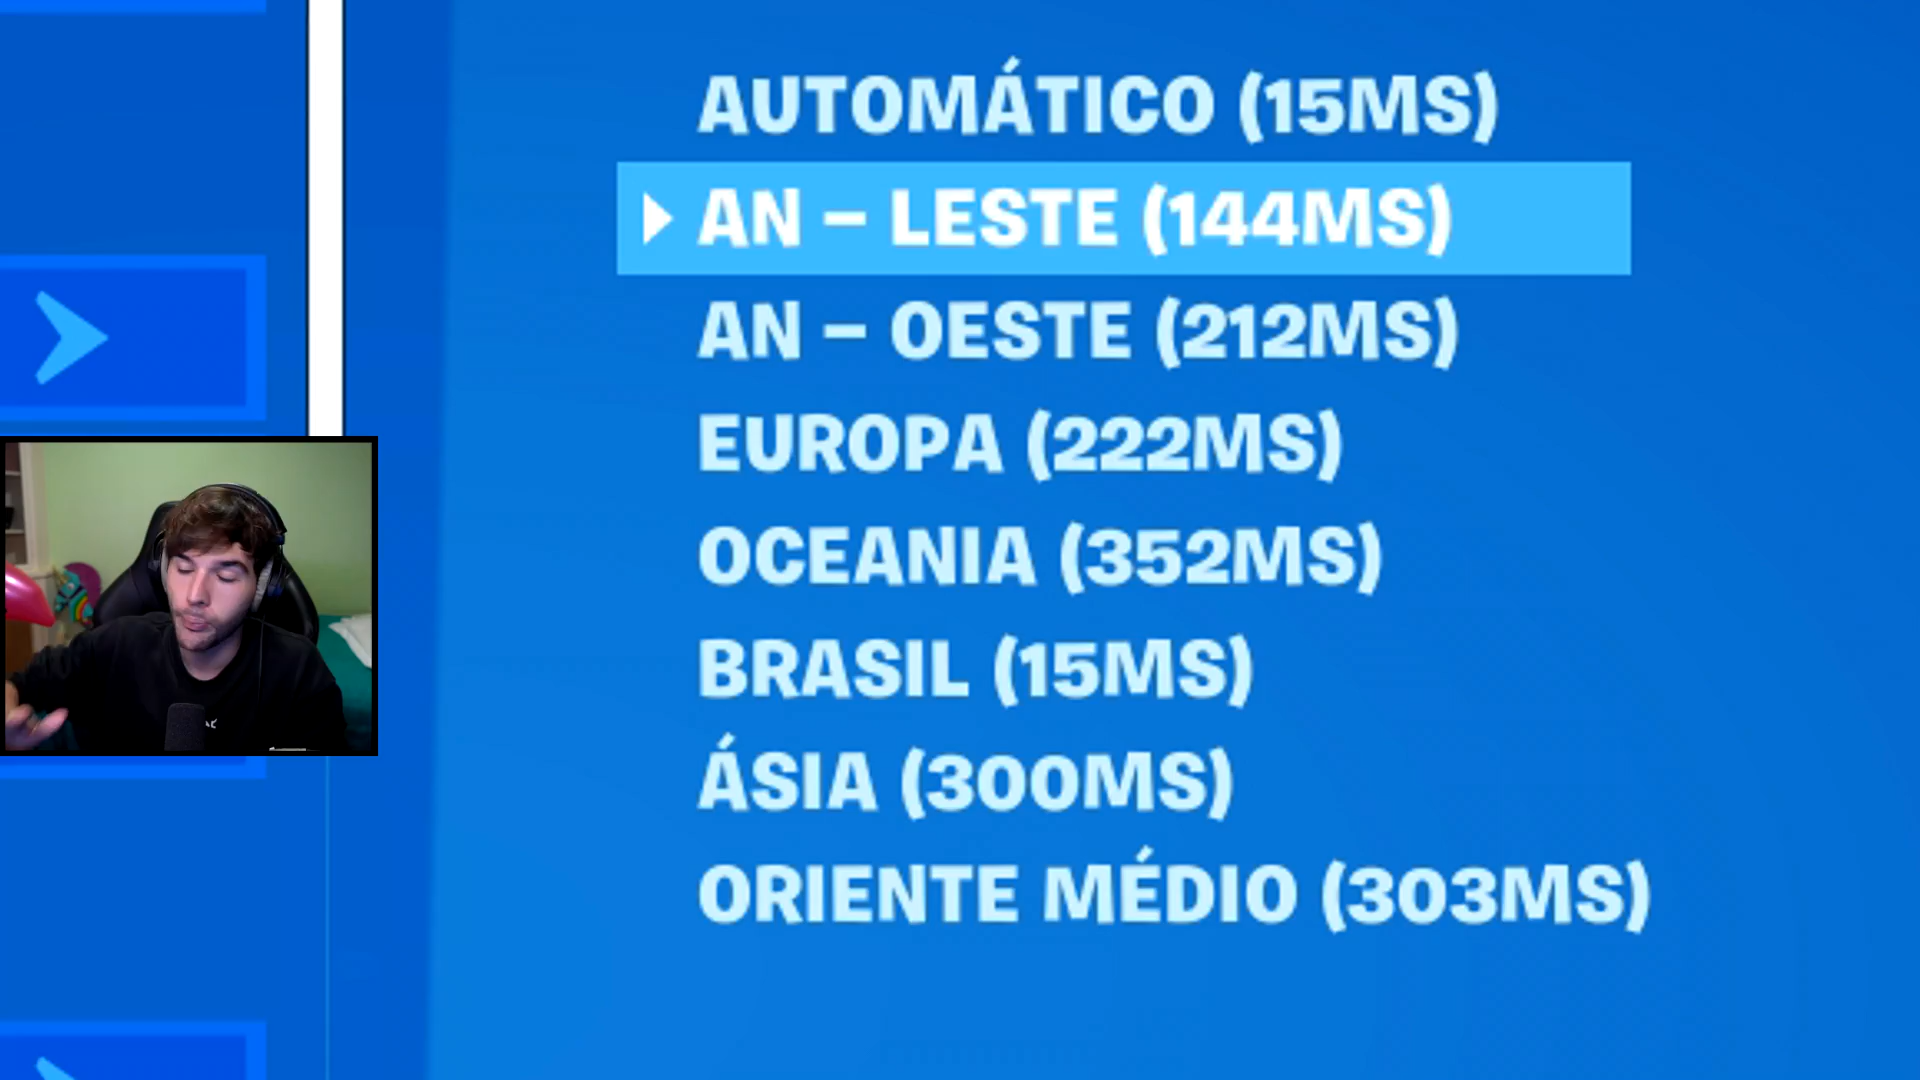 AUTOMÁTICO (15MS)
AN – LESTE (144MS)
AN – OESTE (212MS)
EUROPA (222MS)
OCEANIA (352MS)
BRASIL (15MS)
ÁSIA (300MS)
ORIENTE MÉDIO (303MS)